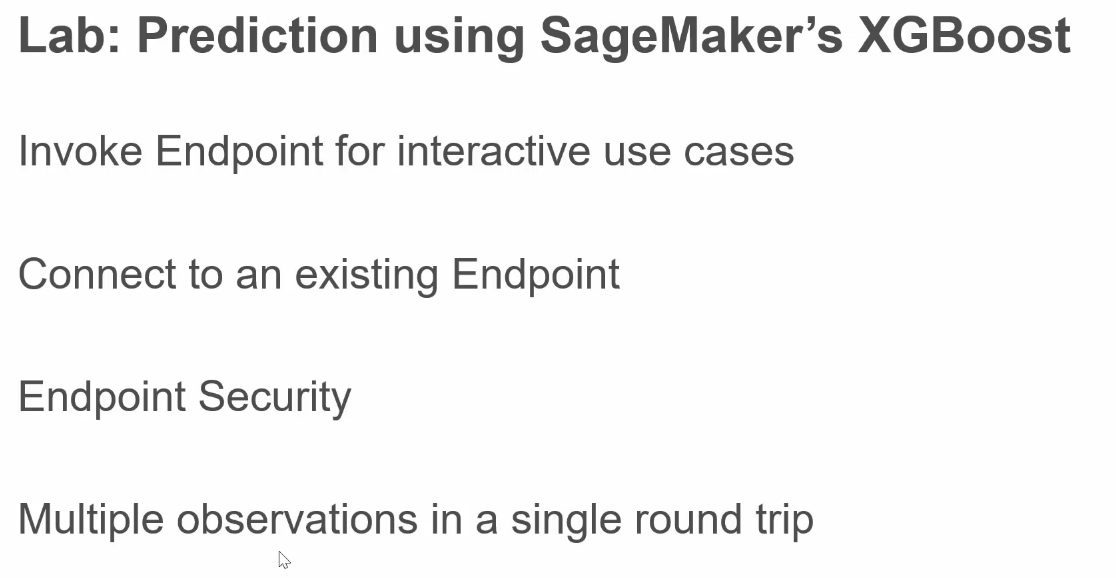 Lab: Prediction using SageMaker’s XGBoost
Invoke Endpoint for interactive use cases
Connect to an existing Endpoint
Endpoint Security
Multiple observations in a single round trip